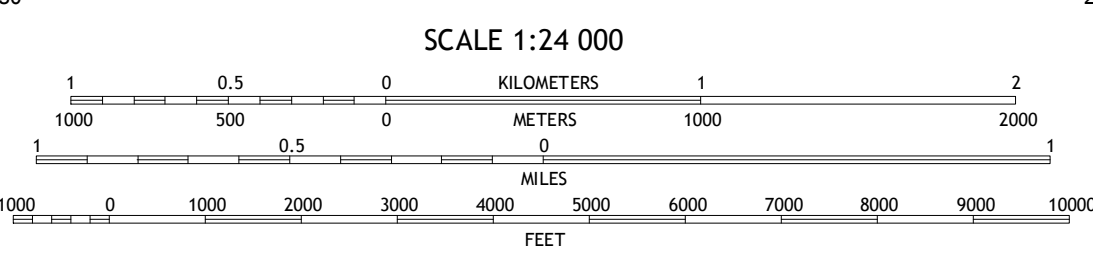 SCALE 1:24 000
1 0.5 0 KILOMETERS 1 2
1000 500 0 METERS 1000 2000
1 0.5 0 1
MILES
1000 0 1000 2000 3000 4000 5000 6000 7000 8000 9000 10000
FEET